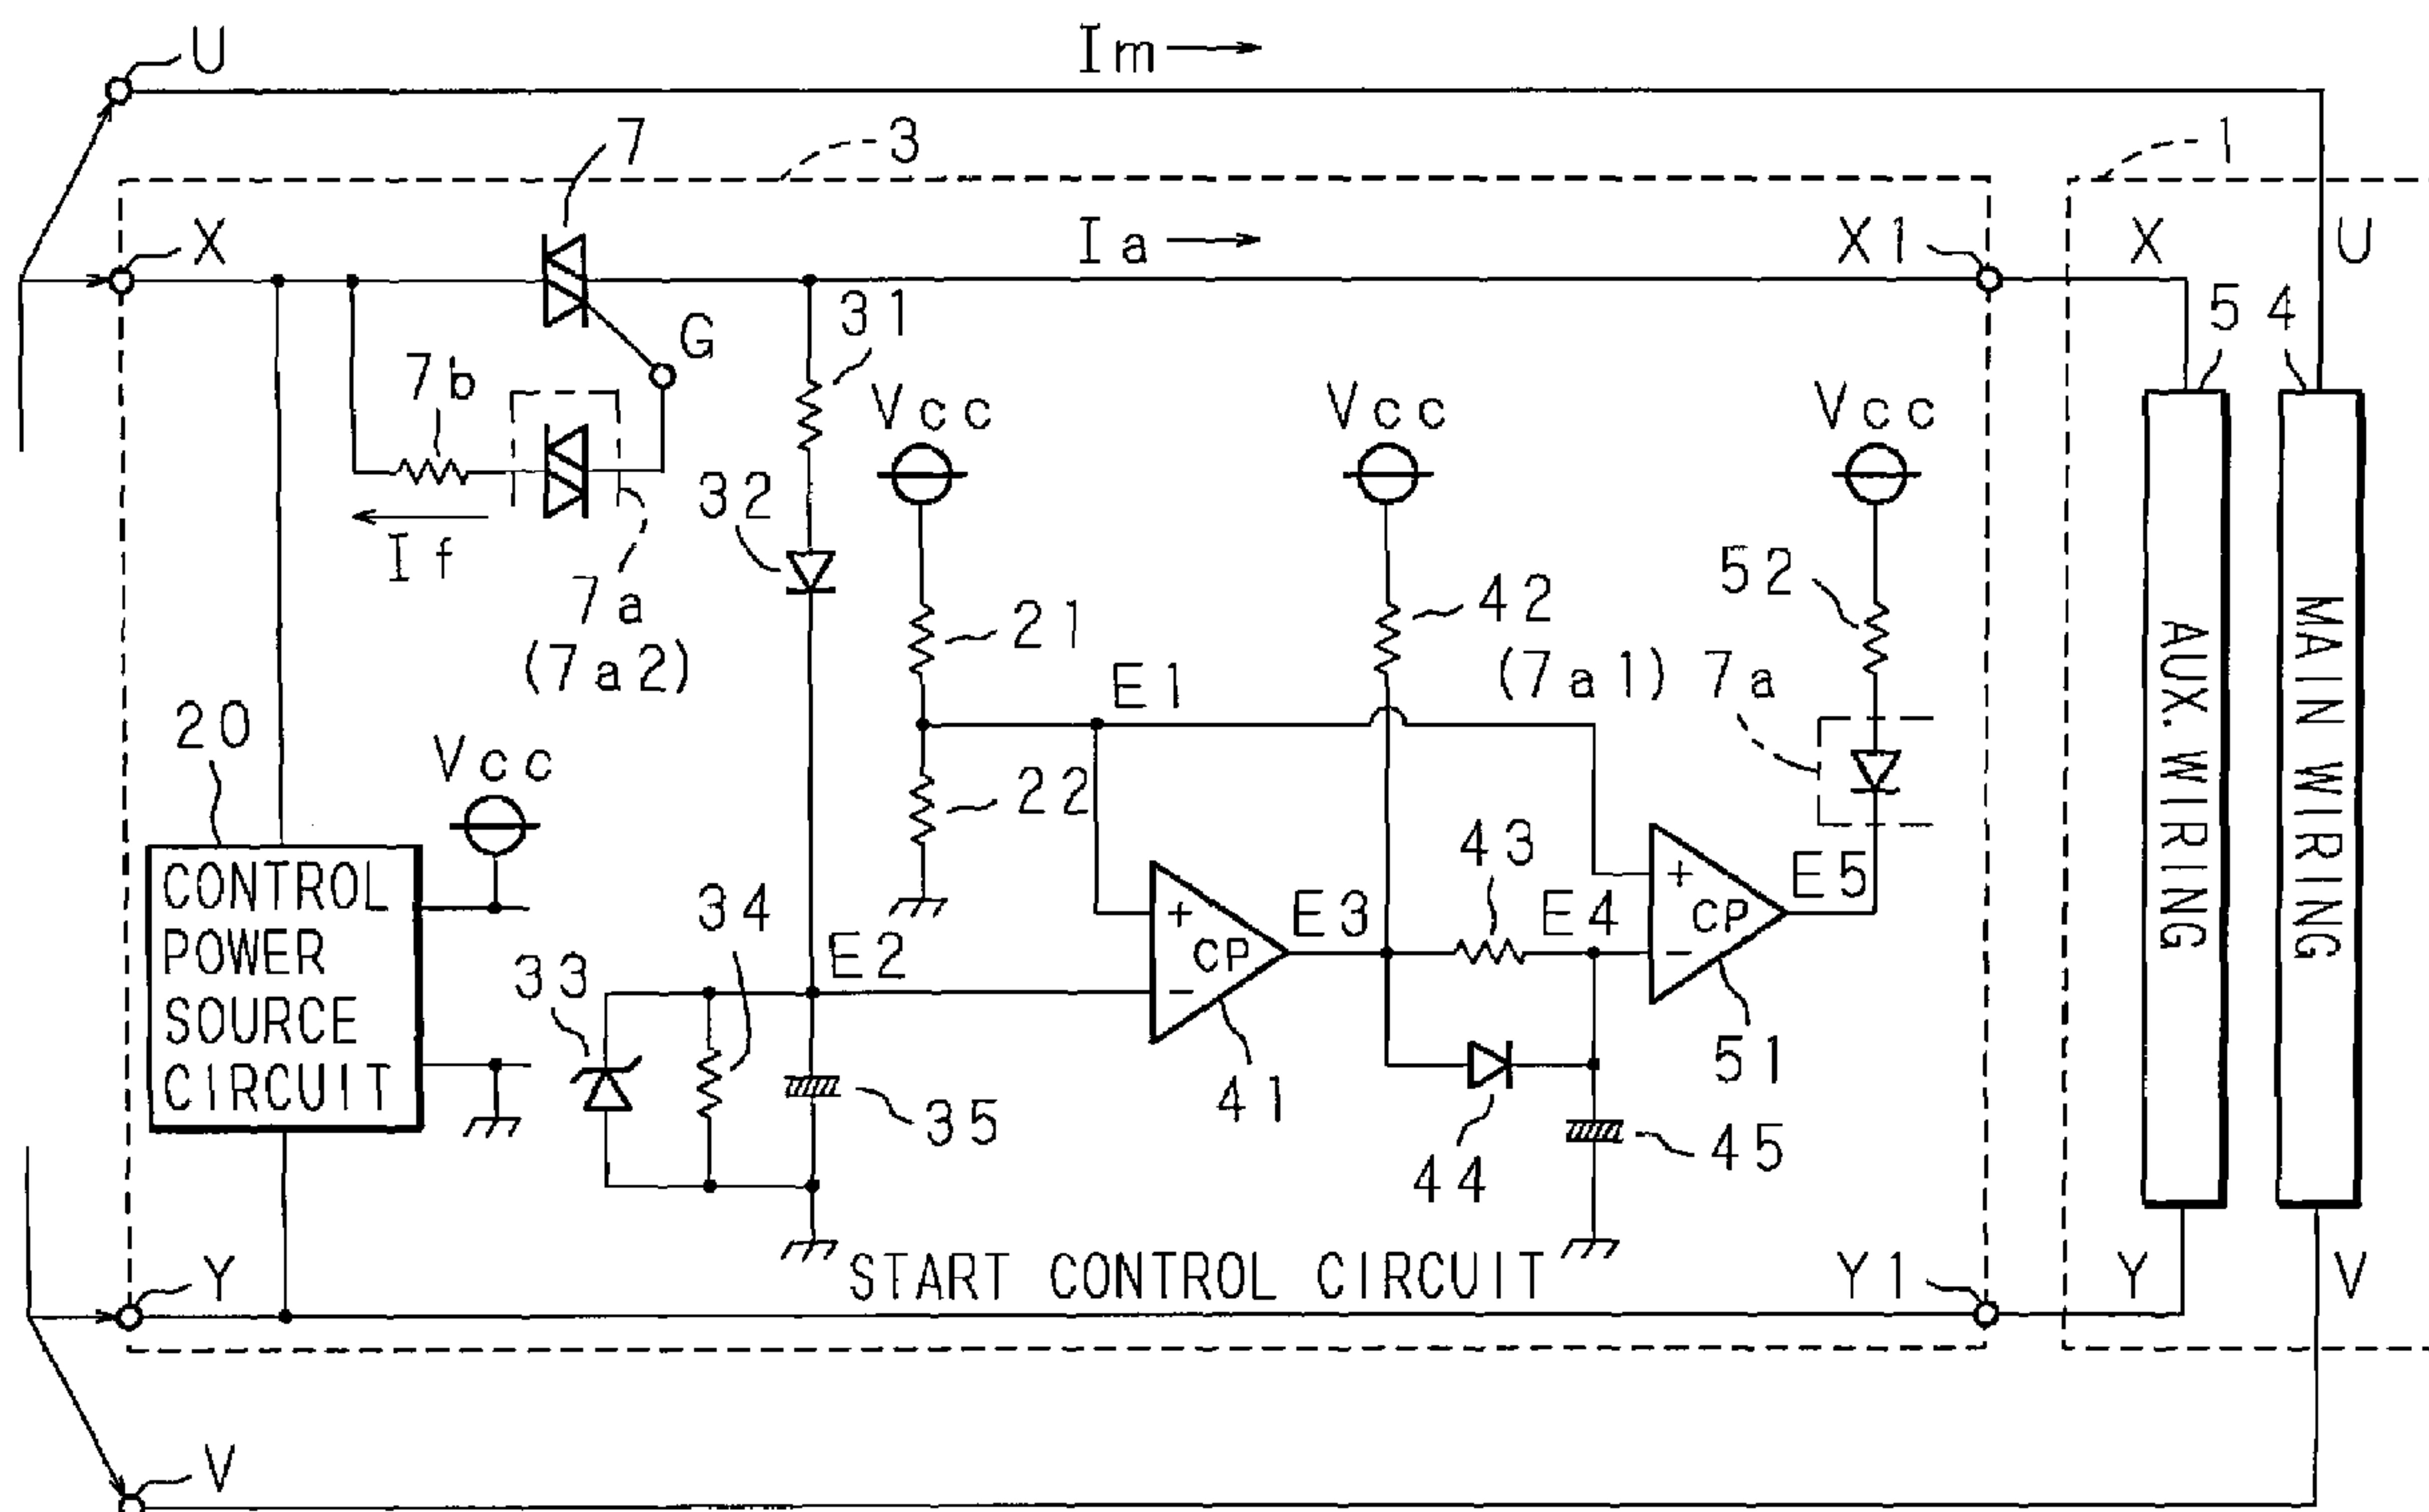 U
Im
7
3
1
X
Ia
X1
X
U
31
5
4
G
7b
Vcc
Vcc
Vcc
32
If
7a
(7a2)
21
42
52
E1
(7a1)
7a
20
Vcc
22
43
CONTROL
POWER
SOURCE
CIRCUIT
34
+
CP
−
E3
E4
+
CP
−
E5
33
E2
41
51
35
44
45
AUX. WIRING
MAIN WIRING
Y
START CONTROL CIRCUIT
Y1
Y
V
V